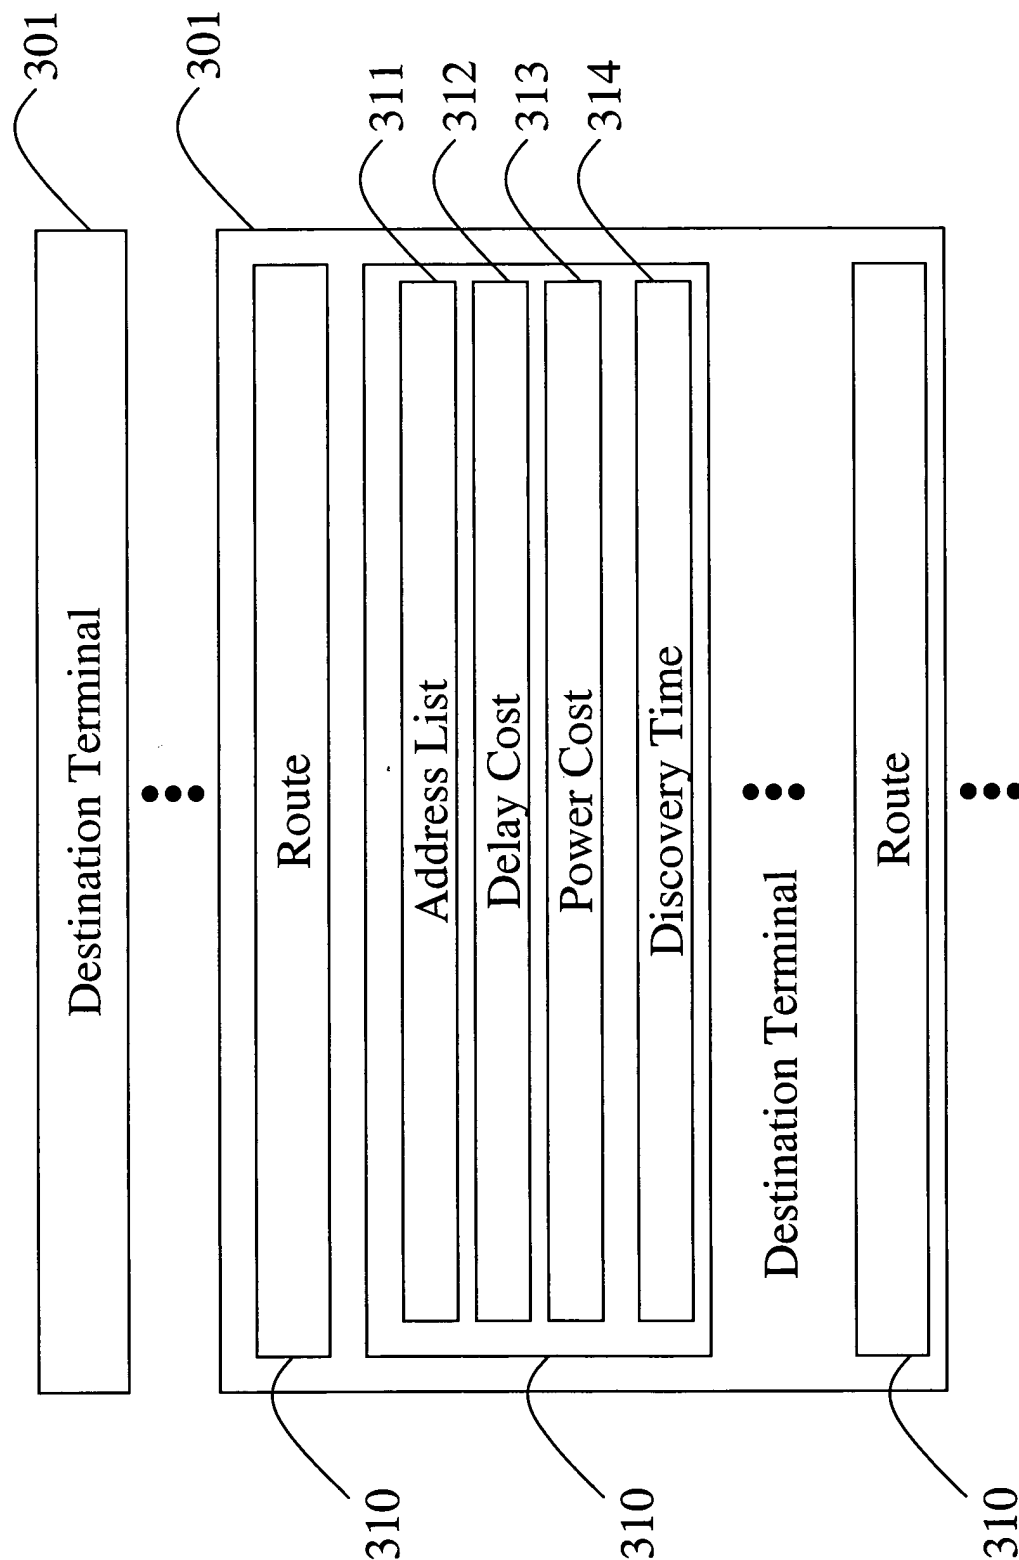 Destination Terminal
301
301
Route
310
311
Address List
312
Delay Cost
313
Power Cost
314
Discovery Time
310
Destination Terminal
Route
310